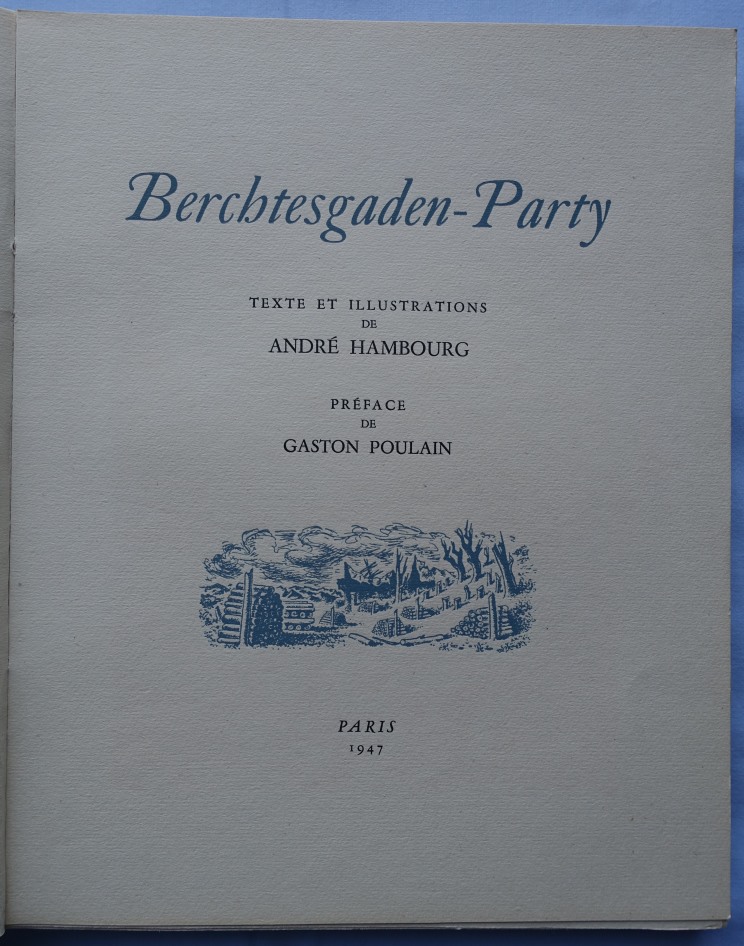 Berchtesgaden-Party
TEXTE ET ILLUSTRATIONS
DE
ANDRÉ HAMBOURG
PRÉFACE
DE
GASTON POULAIN
PARIS
1947